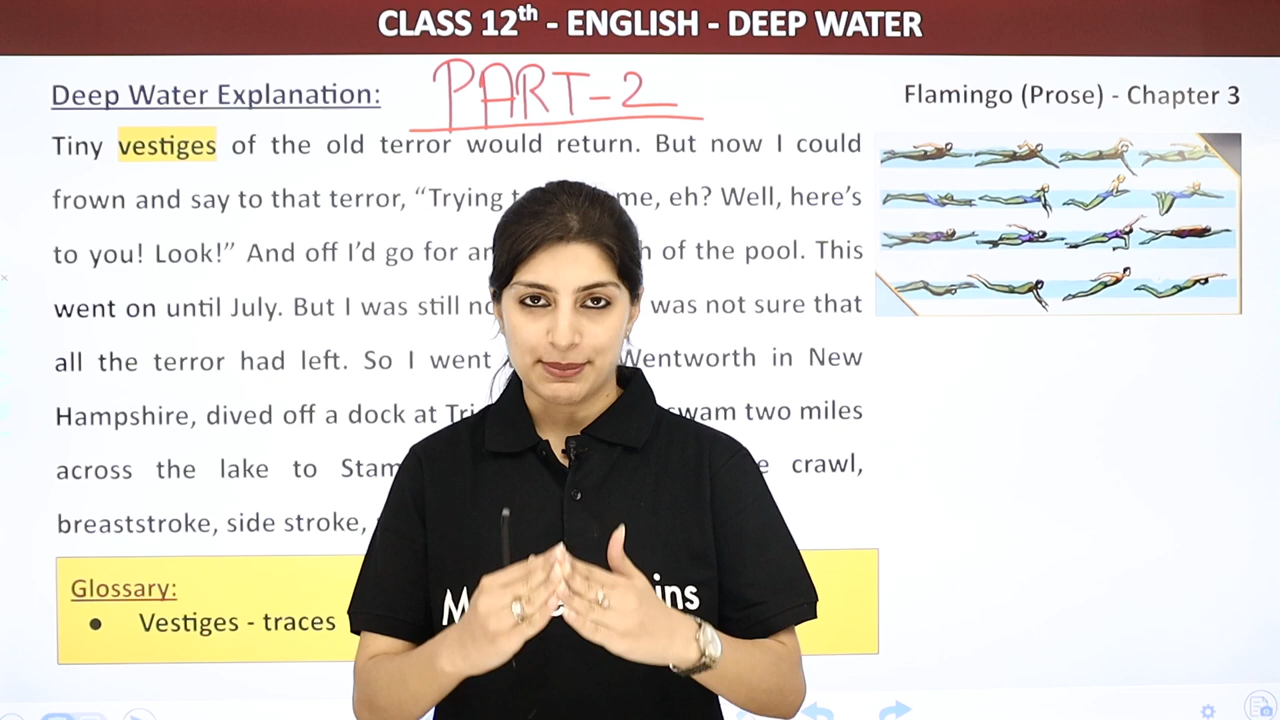 CLASS 12th - ENGLISH - DEEP WATER
Deep Water Explanation:
PART-2
Flamingo (Prose) - Chapter 3
Tiny vestiges of the old terror would return. But now I could
frown and say to that terror, “Trying me, eh? Well, here’s
to you! Look!” And off I’d go for of the pool. This
went on until July. But I was still was not sure that
all the terror had left. So I went Wentworth in New
Hampshire, dived off a dock at swam two miles
across the lake to crawl,
breaststroke, side stroke,
Glossary:
● Vestiges - traces